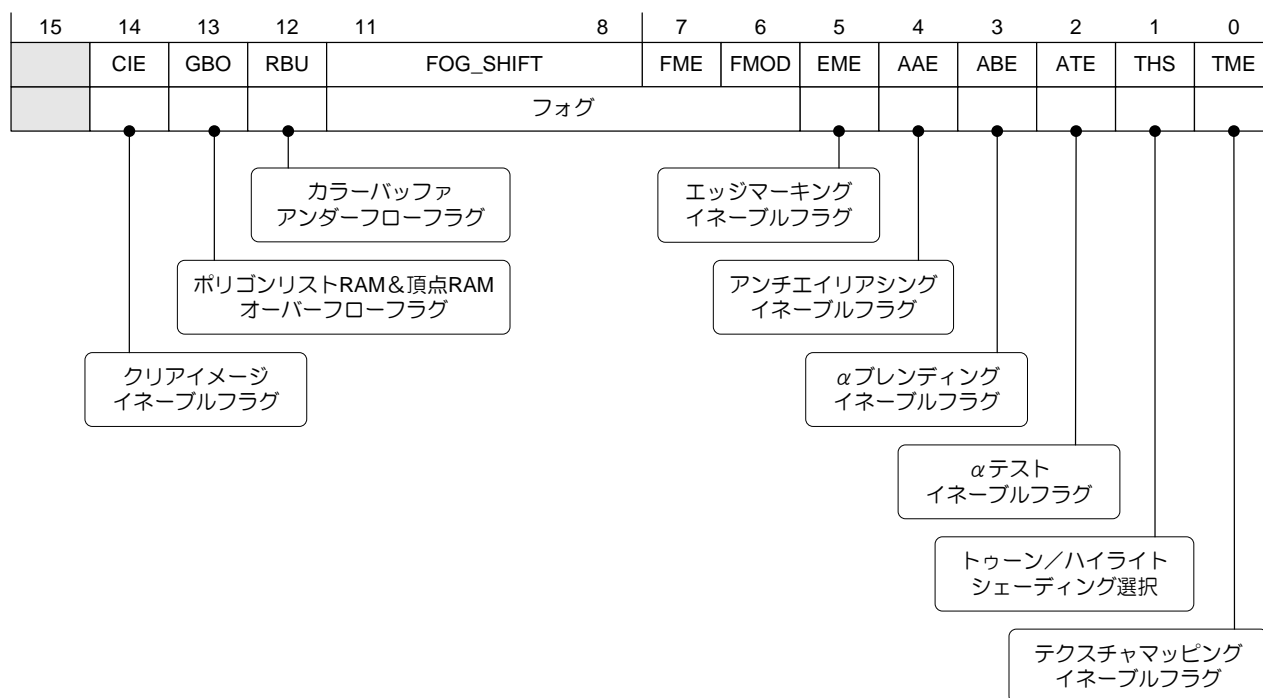 15 14 13 12 11 8 7 6 5 4 3 2 1 0
CIE GBO RBU FOG_SHIFT FME FMOD EME AAE ABE ATE THS TME
フォグ
カラーバッファ
アンダーフローフラグ
エッジマーキング
イネーブルフラグ
ポリゴンリストRAM＆頂点RAM
オーバーフローフラグ
アンチエイリアシング
イネーブルフラグ
クリアイメージ
イネーブルフラグ
αブレンディング
イネーブルフラグ
αテスト
イネーブルフラグ
トゥーン／ハイライト
シェーディング選択
テクスチャマッピング
イネーブルフラグ